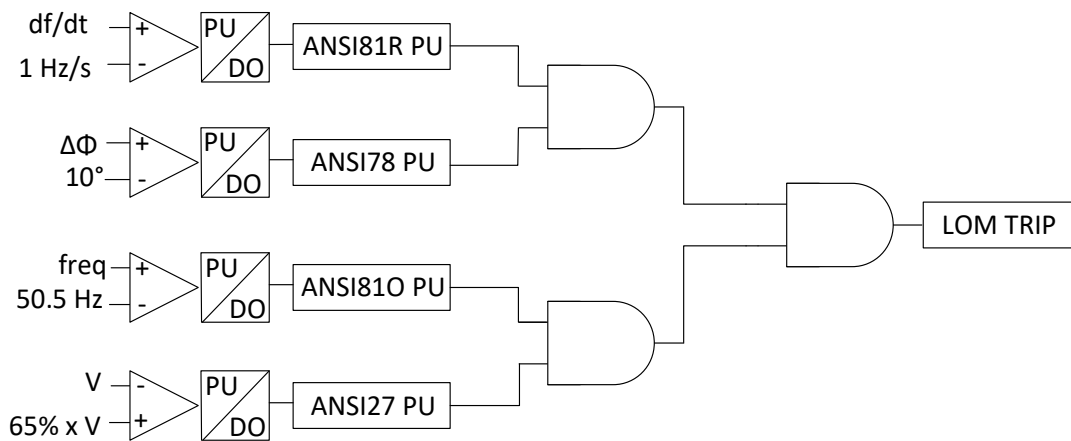 df/dt
+
-
1 Hz/s
PU
DO
ANSI81R PU
ΔΦ
+
-
10°
PU
DO
ANSI78 PU
LOM TRIP
freq
+
-
50.5 Hz
PU
DO
ANSI81O PU
V
-
+
65% x V
PU
DO
ANSI27 PU